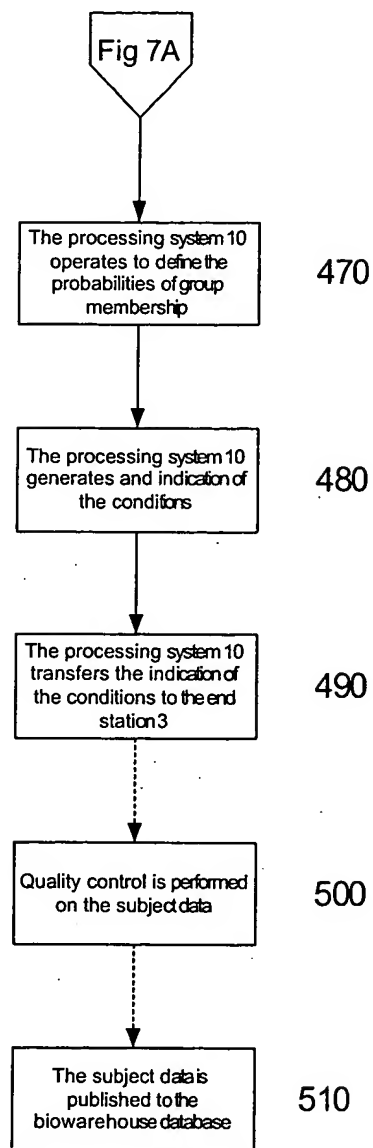 Fig 7A
The processing system 10
operates to define the
probabilities of group
membership
470
The processing system 10
generates and indication of
the conditions
480
The processing system 10
transfers the indication of
the conditions to the end
station 3
490
Quality control is performed
on the subject data
500
The subject data is
published to the
biowarehouse database
510